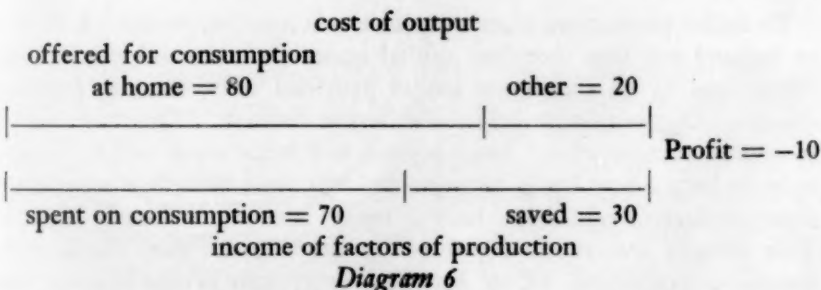 cost of output
offered for consumption
at home = 80 other = 20
Profit = –10
spent on consumption = 70 saved = 30
income of factors of production
Diagram 6